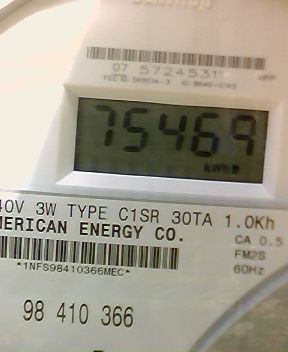 07 57245311
75469
kWh
40V 3W TYPE C1SR 30TA 1.0Kh
MERICAN ENERGY CO.
CA 0.5
FM2S
60Hz
*1NFS98410366MEC*
98 410 366